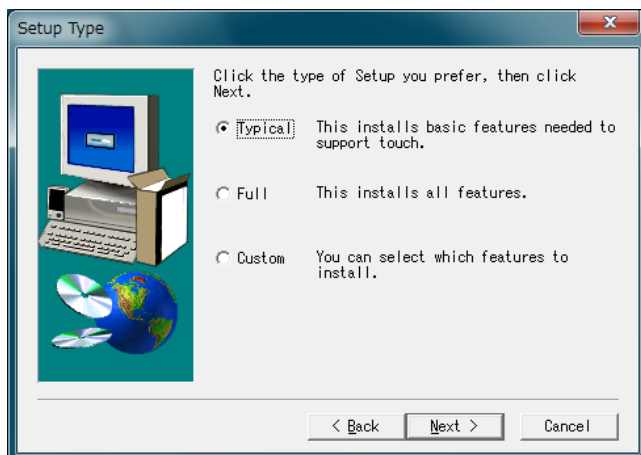 Setup Type
Click the type of Setup you prefer, then click
Next.
Typical This installs basic features needed to
support touch.
Full This installs all features.
Custom You can select which features to
install.
< Back Next > Cancel